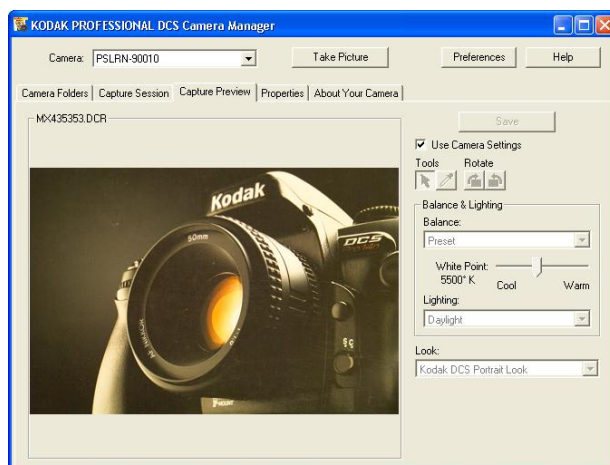 KODAK PROFESSIONAL DCS Camera Manager
Camera: PSLRN-90010 Take Picture Preferences Help
Camera Folders Capture Session Capture Preview Properties About Your Camera
MX435353.DCR
Save
Use Camera Settings
Tools Rotate
Balance & Lighting
Balance:
Preset
White Point:
5500° K Cool Warm
Lighting:
Daylight
Look:
Kodak DCS Portrait Look
Kodak
50mm
DCS